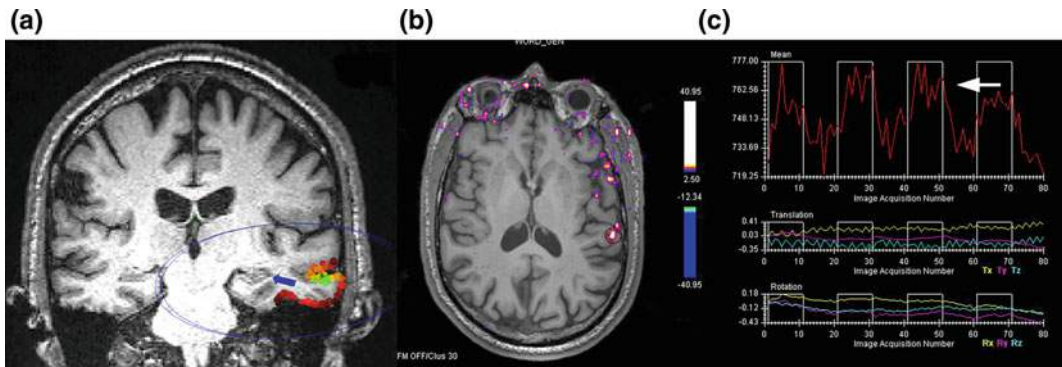 (a)
(b)
(c)
WORD_GEN
40.95
2.50
-12.34
-40.95
FM OFF/Clus 30
Mean
777.00
762.56
748.13
733.69
719.25
0 10 20 30 40 50 60 70 80
Image Acquisition Number
Translation
0.41
0.03
-0.35
0 10 20 30 40 50 60 70 80
Image Acquisition Number
Tx Ty Tz
Rotation
0.18
-0.12
-0.43
0 10 20 30 40 50 60 70 80
Image Acquisition Number
Rx Ry Rz